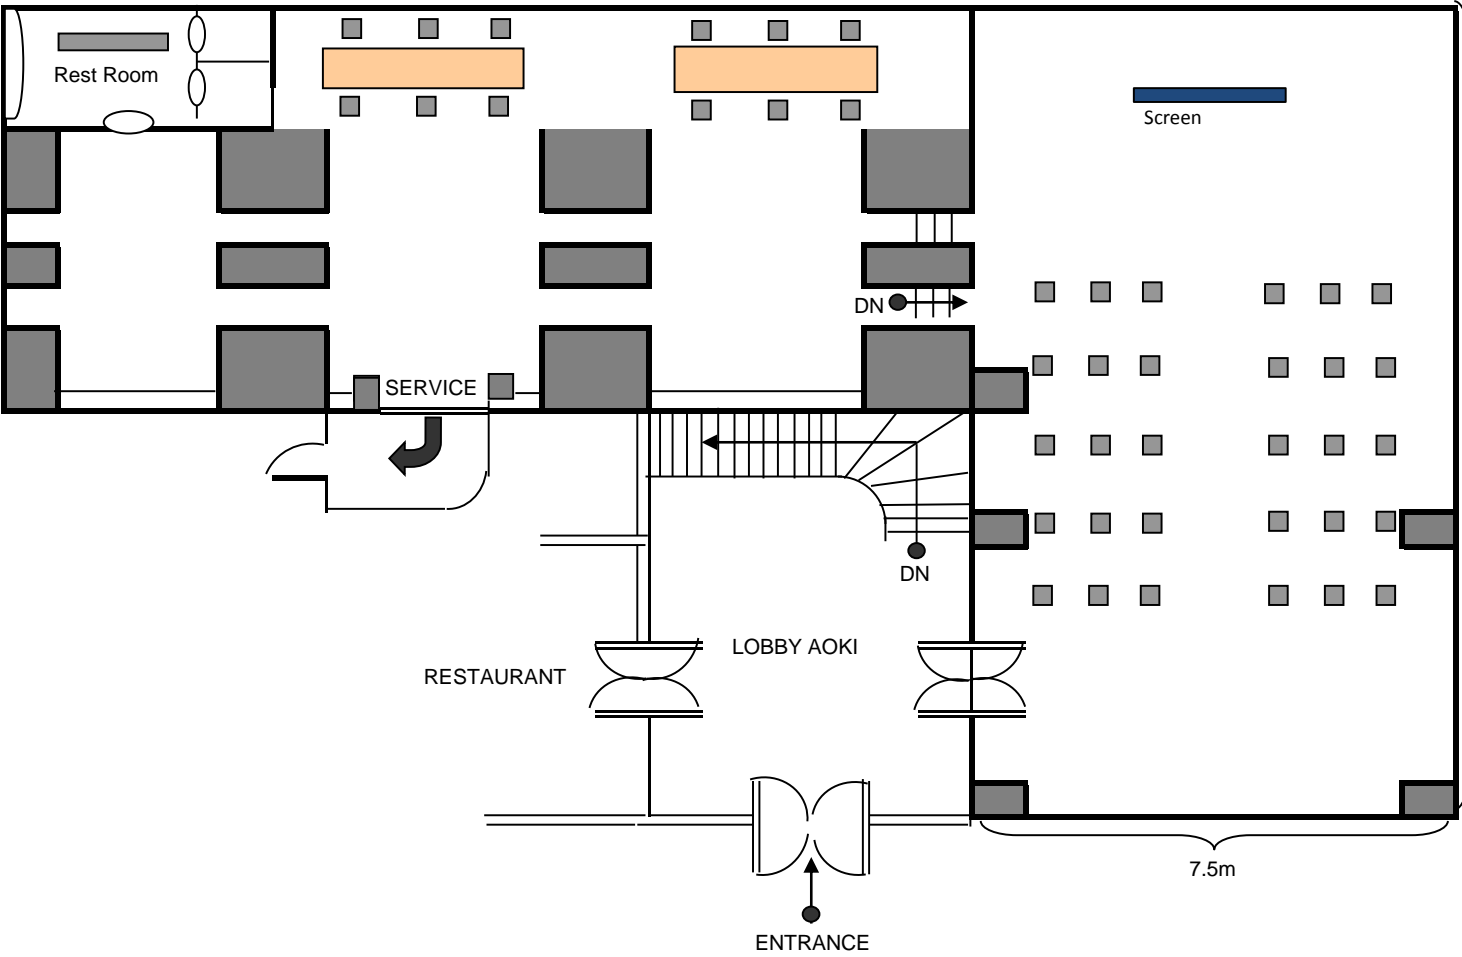 Rest Room
Screen
DN
SERVICE
DN
LOBBY AOKI
RESTAURANT
7.5m
ENTRANCE